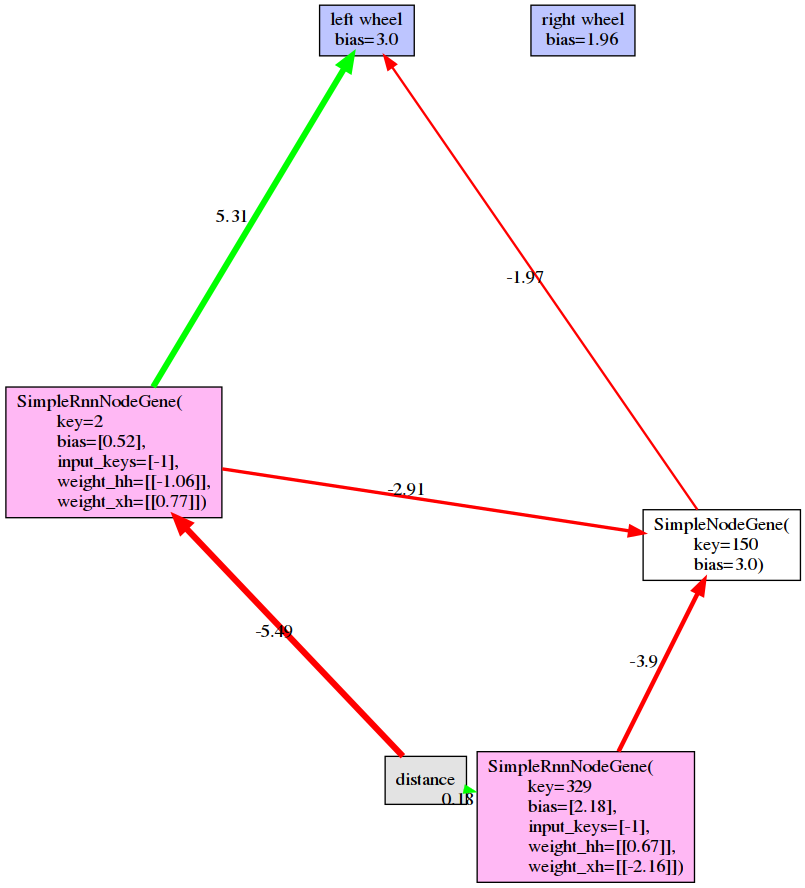 left wheel
bias=3.0
right wheel
bias=1.96
5.31
-1.97
SimpleRnnNodeGene(
key=2
bias=[0.52],
input_keys=[-1],
weight_hh=[[-1.06]],
weight_xh=[[0.77]])
-2.91
SimpleNodeGene(
key=150
bias=3.0)
-5.49
-3.9
distance
0.18
SimpleRnnNodeGene(
key=329
bias=[2.18],
input_keys=[-1],
weight_hh=[[0.67]],
weight_xh=[[-2.16]])